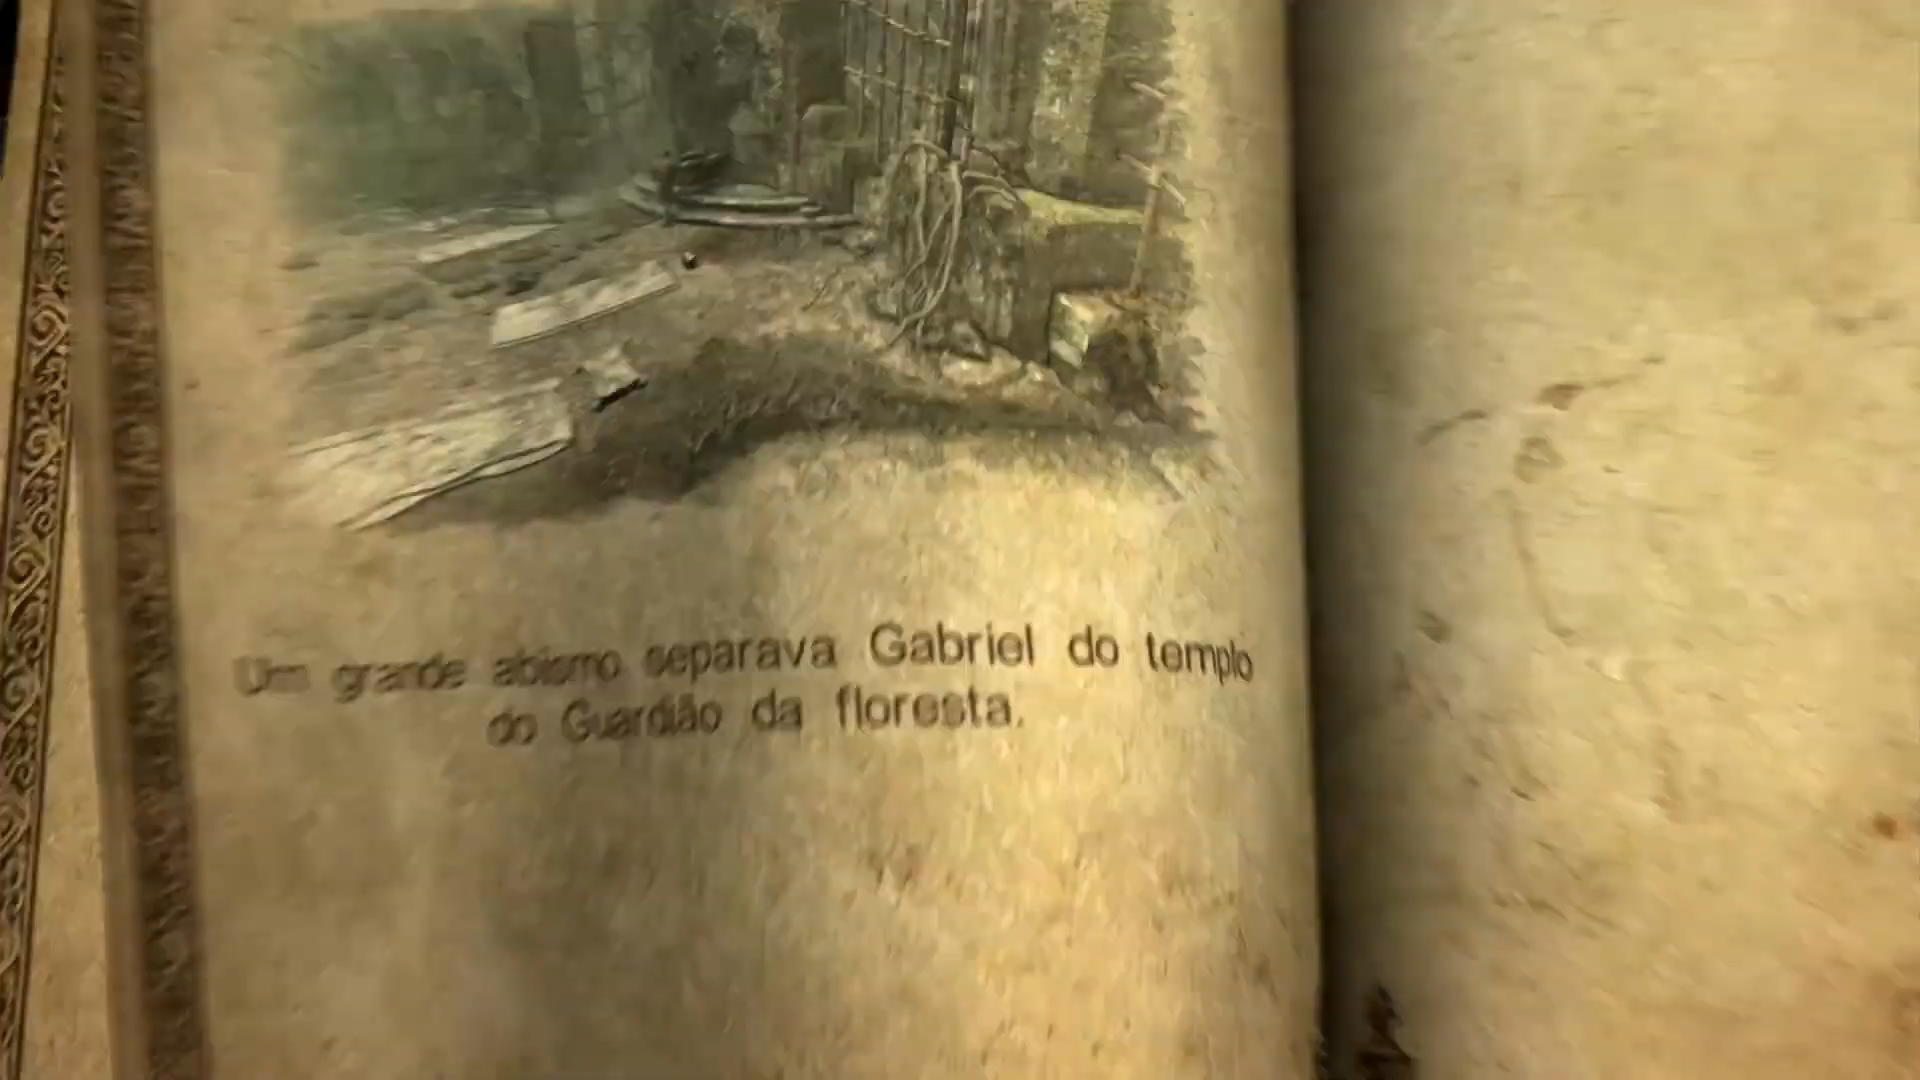 Um grande abismo separava Gabriel do templo
do Guardião da floresta.